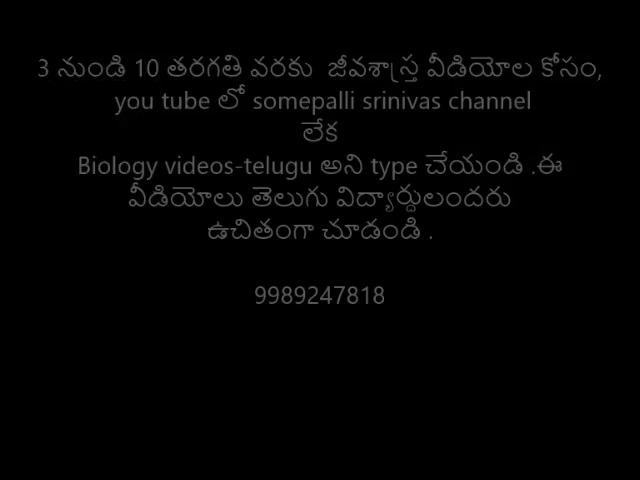 3 నుండి 10 తరగతి వరకు జీవశాస్త్ర వీడియోల కోసం,
you tube లో somepalli srinivas channel
లేక
Biology videos-telugu అని type చేయండి .ఈ
వీడియోలు తెలుగు విద్యార్దులందరు
ఉచితంగా చూడండి .
9989247818